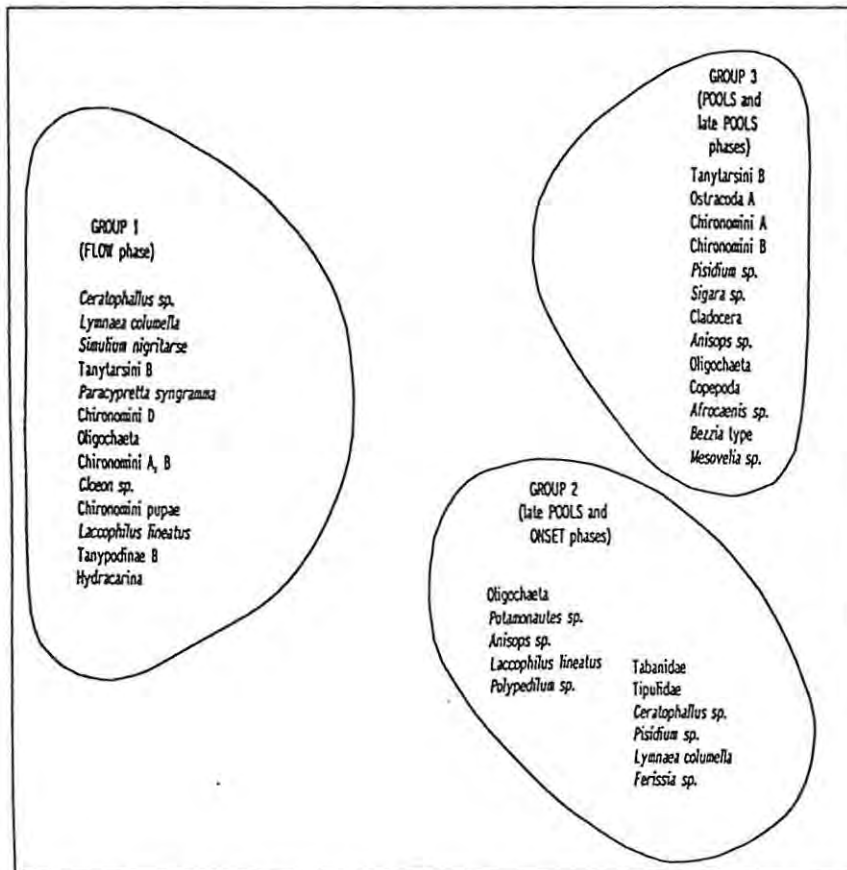 GROUP 1
(FLOW phase)
Ceratophallus sp.
Lymnaea columella
Simulium nigritarse
Tanytarsini B
Paracypretta syngramma
Chironomini D
Oligochaeta
Chironomini A, B
Cloeon sp.
Chironomini pupae
Laccophilus lineatus
Tanypodinae B
Hydracarina
GROUP 3
(POOLS and
late POOLS
phases)
Tanytarsini B
Ostracoda A
Chironomini A
Chironomini B
Pisidium sp.
Sigara sp.
Cladocera
Anisops sp.
Oligochaeta
Copepoda
Afrocaenis sp.
Bezzia type
Mesovelia sp.
GROUP 2
(late POOLS and
ONSET phases)
Oligochaeta
Potamonautes sp.
Anisops sp.
Laccophilus lineatus
Polypedilum sp.
Tabanidae
Tipulidae
Ceratophallus sp.
Pisidium sp.
Lymnaea columella
Ferissia sp.